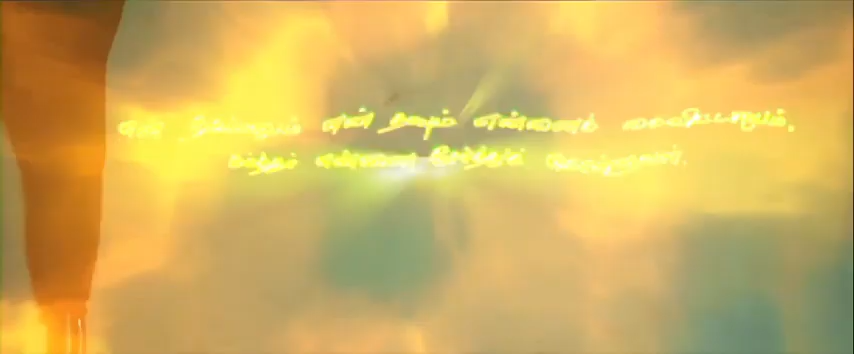 என் தகப்பனும் என் தாயும் என்னைக் கைவிட்டாலும்,
கர்த்தர் என்னை சேர்த்துக் கொள்ளுவார்.